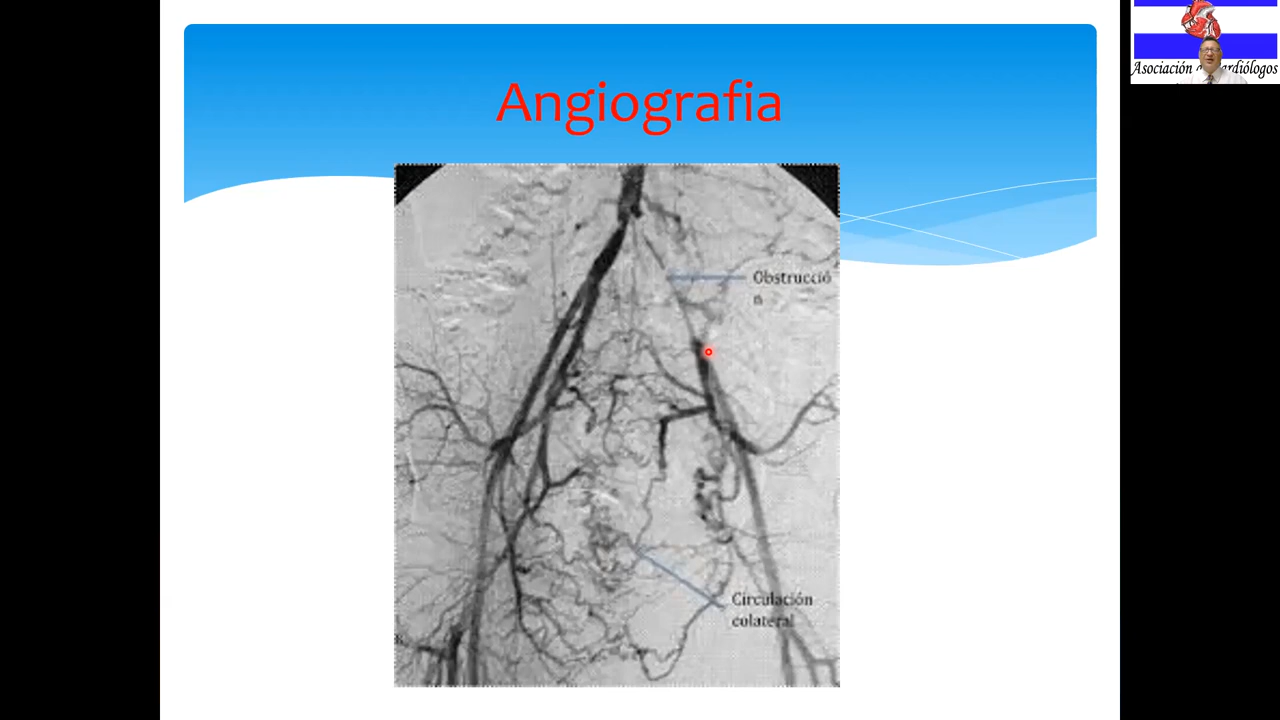 Asociación de Cardiólogos
Angiografia
Obstrucció
n
Circulación
colateral